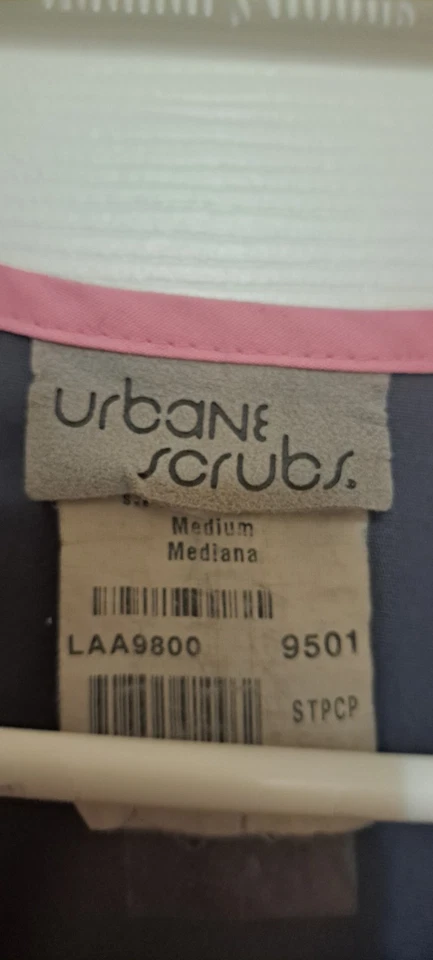 urbane
scrubs.
Medium
Mediana
LAA9800 9501
STPCP